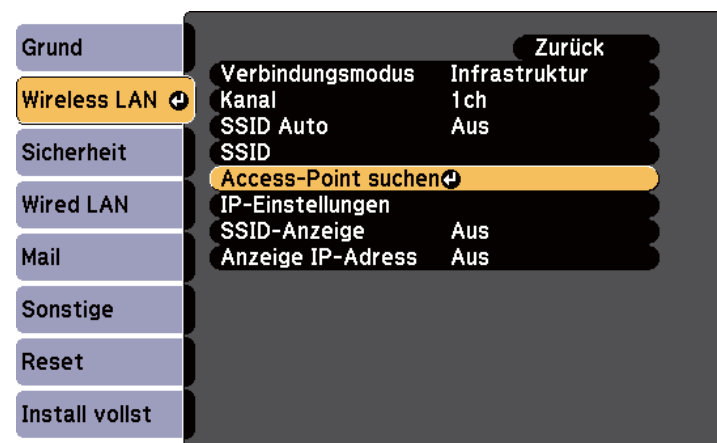 Grund
Wireless LAN
Sicherheit
Wired LAN
Mail
Sonstige
Reset
Install vollst
Zurück
Verbindungsmodus Infrastruktur
Kanal 1ch
SSID Auto Aus
SSID
Access-Point suchen
IP-Einstellungen
SSID-Anzeige Aus
Anzeige IP-Adress Aus